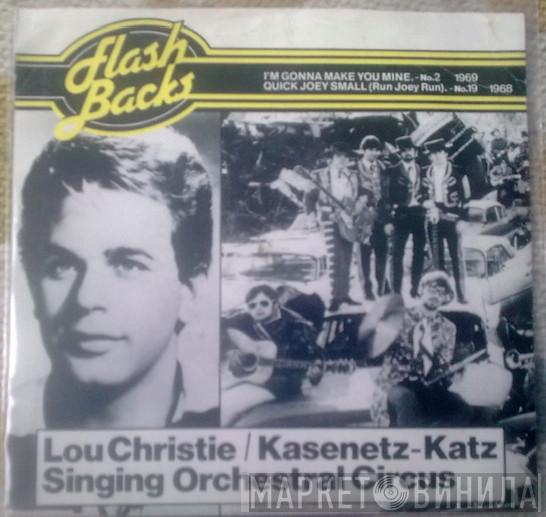 Flash
Backs
I'M GONNA MAKE YOU MINE. - No.2 1969
QUICK JOEY SMALL (Run Joey Run). - No.19 1968
Lou Christie / Kasenetz-Katz
Singing Orchestral Circus
МАРКЕТ ВИНИЛА